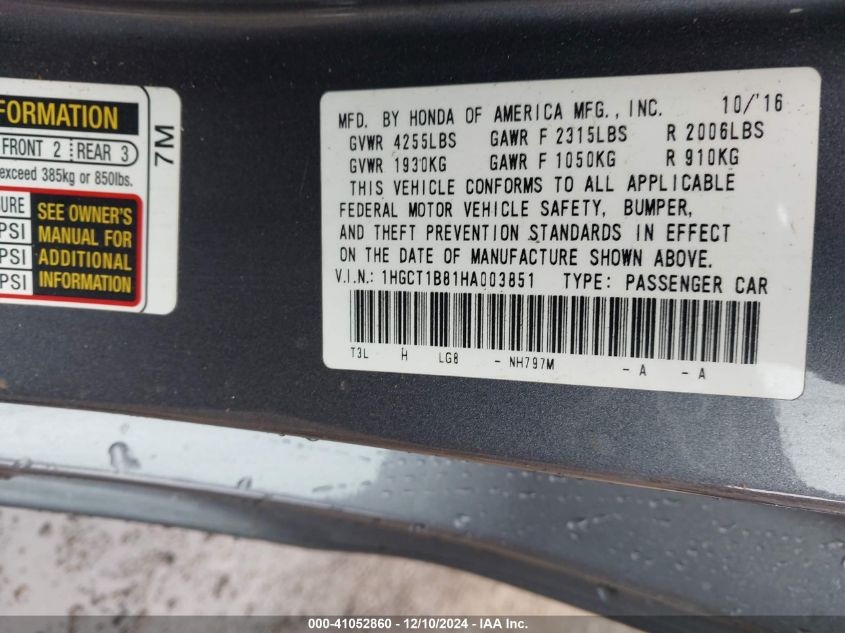 FORMATION
FRONT 2 REAR 3
exceed 385kg or 850lbs.
URE
PSI
PSI
PSI
SEE OWNER'S
MANUAL FOR
ADDITIONAL
INFORMATION
7M
MFD. BY HONDA OF AMERICA MFG., INC. 10/'16
GVWR 4255LBS GAWR F 2315LBS R 2006LBS
GVWR 1930KG GAWR F 1050KG R 910KG
THIS VEHICLE CONFORMS TO ALL APPLICABLE
FEDERAL MOTOR VEHICLE SAFETY, BUMPER,
AND THEFT PREVENTION STANDARDS IN EFFECT
ON THE DATE OF MANUFACTURE SHOWN ABOVE.
V.I.N.: 1HGCT1B81HA003851 TYPE: PASSENGER CAR
T3L H LG8 - NH797M - A - A
000-41052860 - 12/10/2024 - IAA Inc.